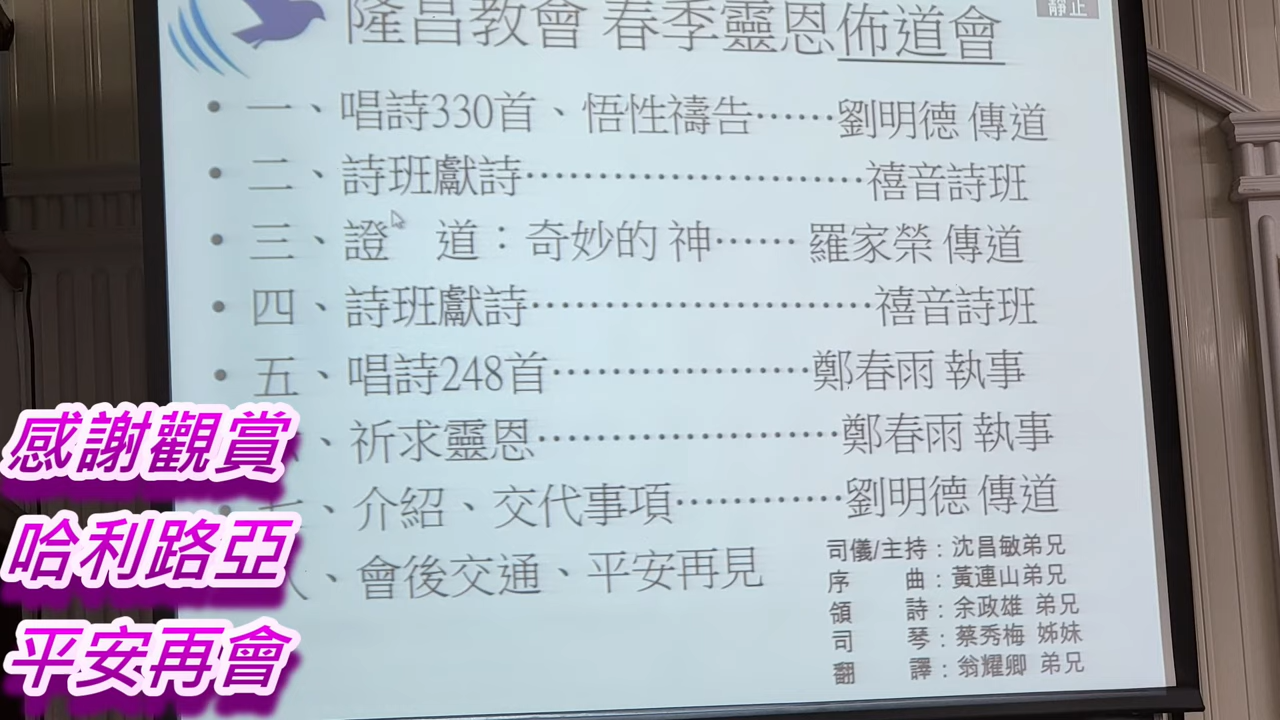 靜止
隆昌教會 春季靈恩佈道會
• 一、唱詩330首、悟性禱告……劉明德 傳道
• 二、詩班獻詩……………………禧音詩班
• 三、證　道：奇妙的 神…… 羅家榮 傳道
• 四、詩班獻詩……………………禧音詩班
• 五、唱詩248首………………鄭春雨 執事
、祈求靈恩…………………鄭春雨 執事
、介紹、交代事項…………劉明德 傳道
八、會後交通、平安再見
司儀/主持：沈昌敏弟兄
序　曲：黃連山弟兄
領　詩：余政雄 弟兄
司　琴：蔡秀梅 姊妹
翻　譯：翁耀卿 弟兄
感謝觀賞
哈利路亞
平安再會